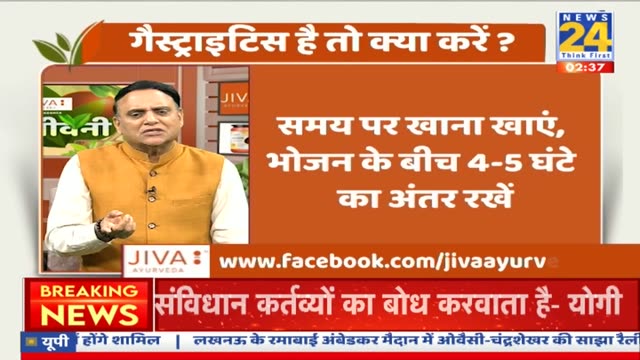 गैस्ट्राइटिस है तो क्या करें ?
NEWS
24
Think First
02:37
JIVA
JIVA
समय पर खाना खाएं,
भोजन के बीच 4-5 घंटे
का अंतर रखें
JIVA
AYURVEDA
www.facebook.com/jivaayurve
BREAKING
NEWS
संविधान कर्तव्यों का बोध करवाता है- योगी
यूपी
होंगे शामिल | लखनऊ के रमाबाई अंबेडकर मैदान में ओवैसी-चंद्रशेखर की साझा रैल